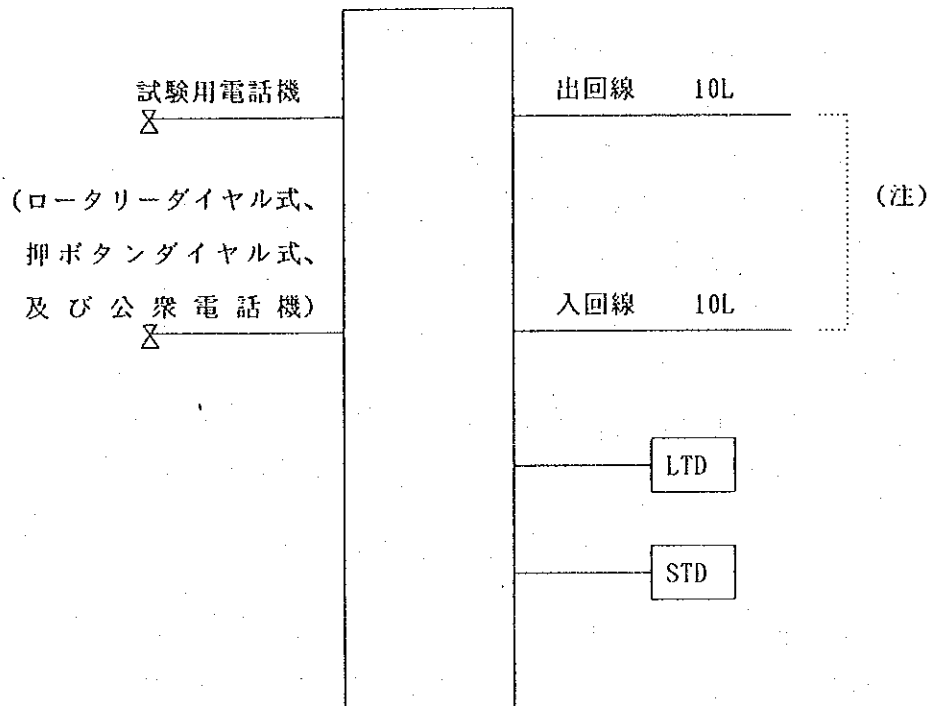 試験用電話機
出回線 10L
(ロータリーダイヤル式、
押ボタンダイヤル式、
及び公衆電話機)
(注)
入回線 10L
LTD
STD